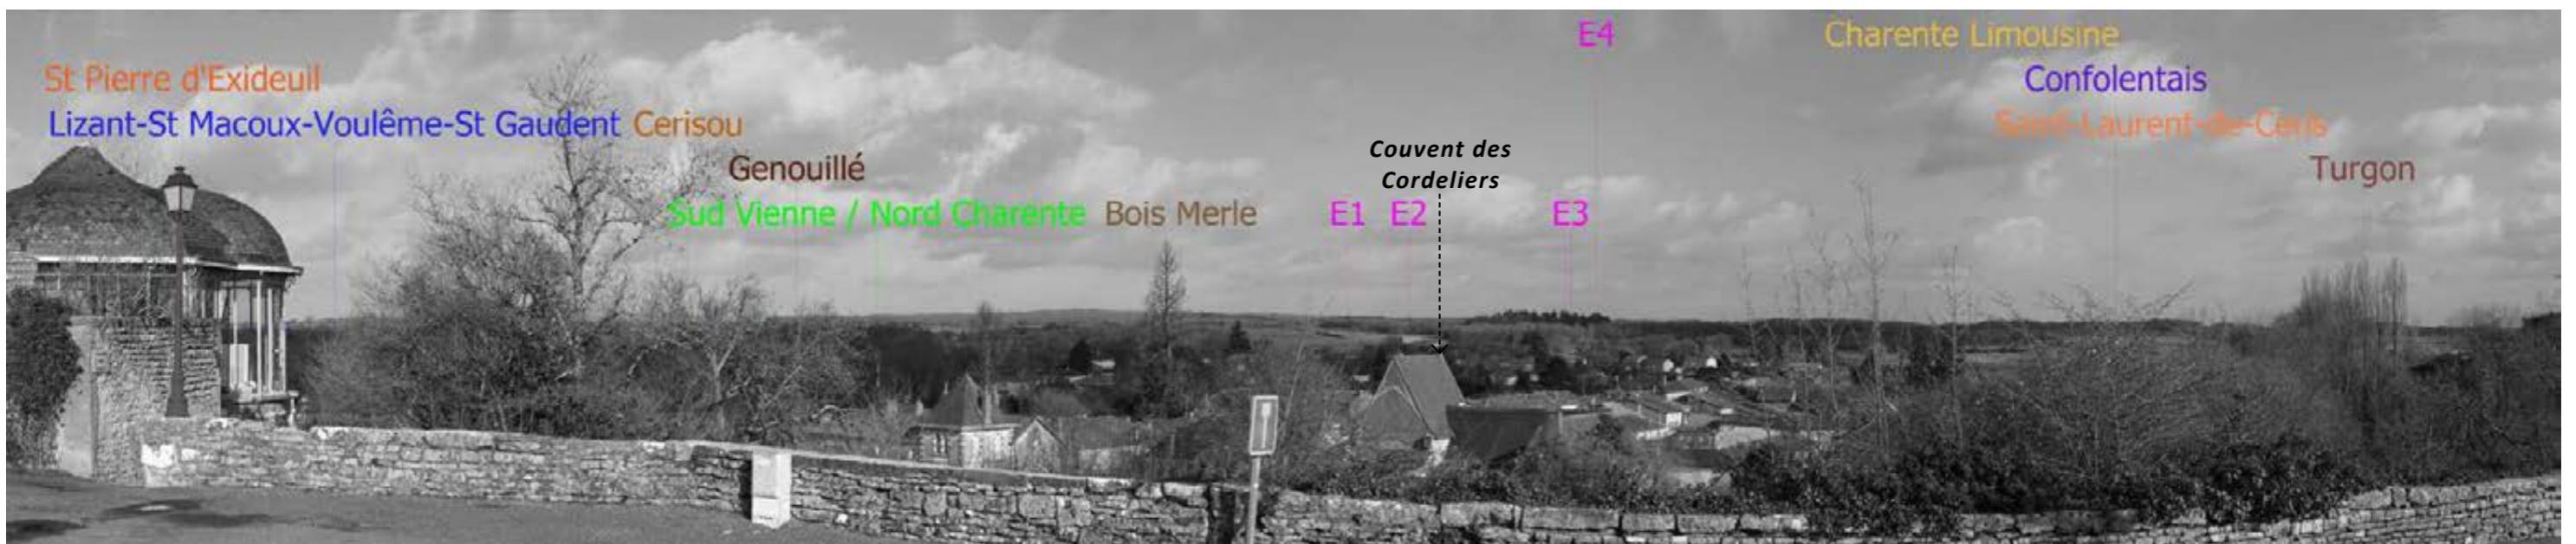 E4
Charente Limousine
St Pierre d'Exideuil
Confolentais
Lizant-St Macoux-Voulême-St Gaudent
Cerisou
Saint-Laurent-de-Ceris
Couvent des
Cordeliers
Genouillé
Turgon
Sud Vienne / Nord Charente
Bois Merle
E1
E2
E3